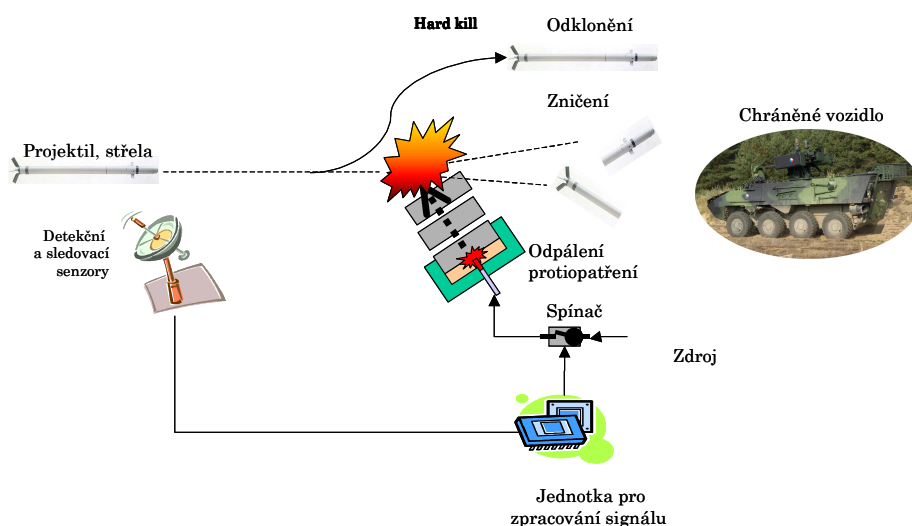 Hard kill
Odklonění
Zničení
Chráněné vozidlo
Projektil, střela
Detekční
a sledovací
senzory
Odpálení
protiopatření
Spínač
Zdroj
Jednotka pro
zpracování signálu